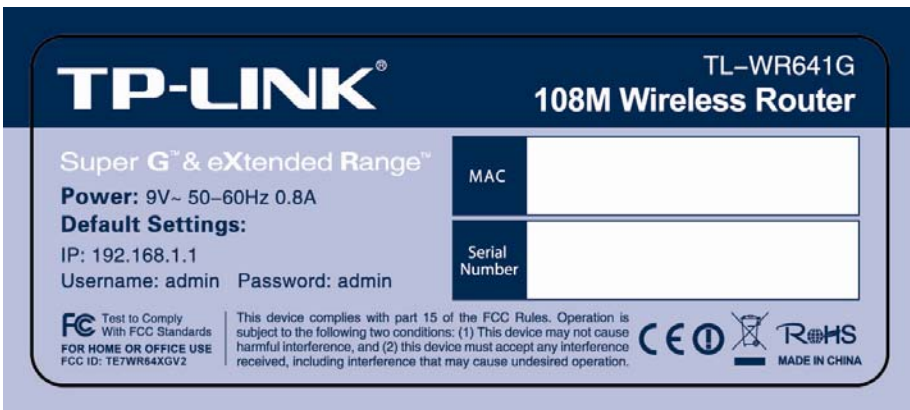 TP-LINK®
TL-WR641G
108M Wireless Router
Super G™ & eXtended Range™
Power: 9V~ 50-60Hz 0.8A
Default Settings:
IP: 192.168.1.1
Username: admin Password: admin
MAC
Serial
Number
FC Test to Comply
With FCC Standards
FOR HOME OR OFFICE USE
FCC ID: TE7WR64XGV2
This device complies with part 15 of the FCC Rules. Operation is
subject to the following two conditions: (1) This device may not cause
harmful interference, and (2) this device must accept any interference
received, including interference that may cause undesired operation.
CE
RoHS
MADE IN CHINA